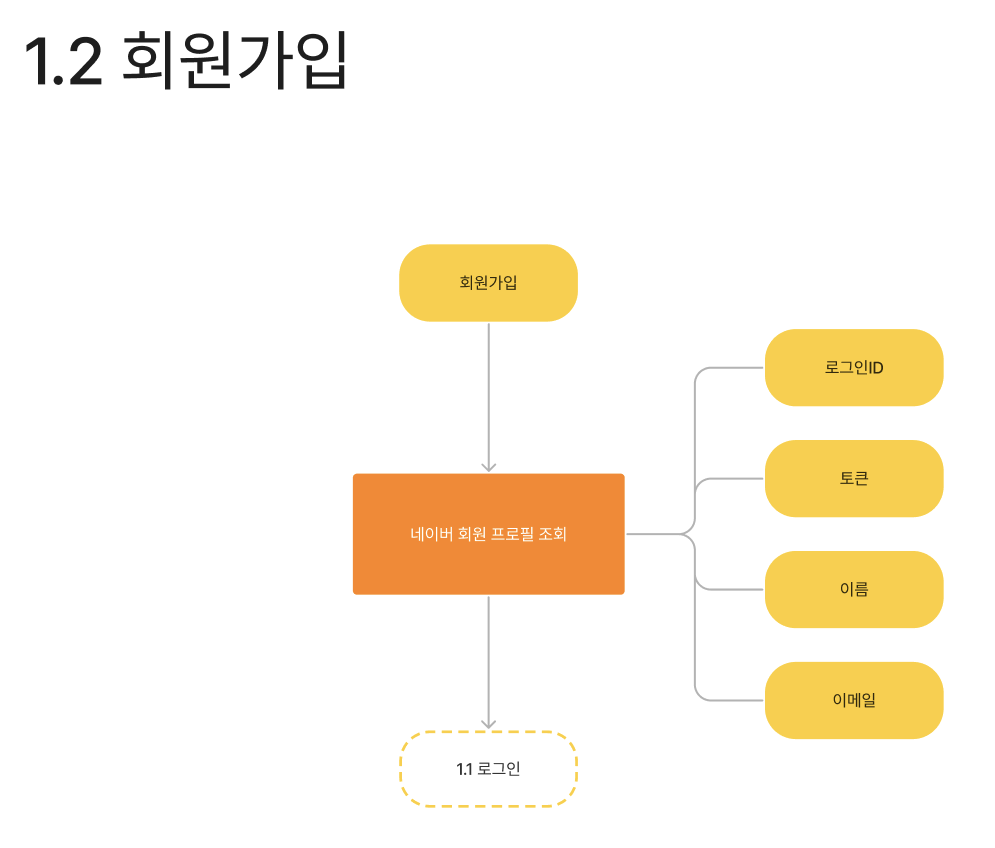 1.2 회원가입
회원가입
로그인ID
토큰
네이버 회원 프로필 조회
이름
이메일
1.1 로그인